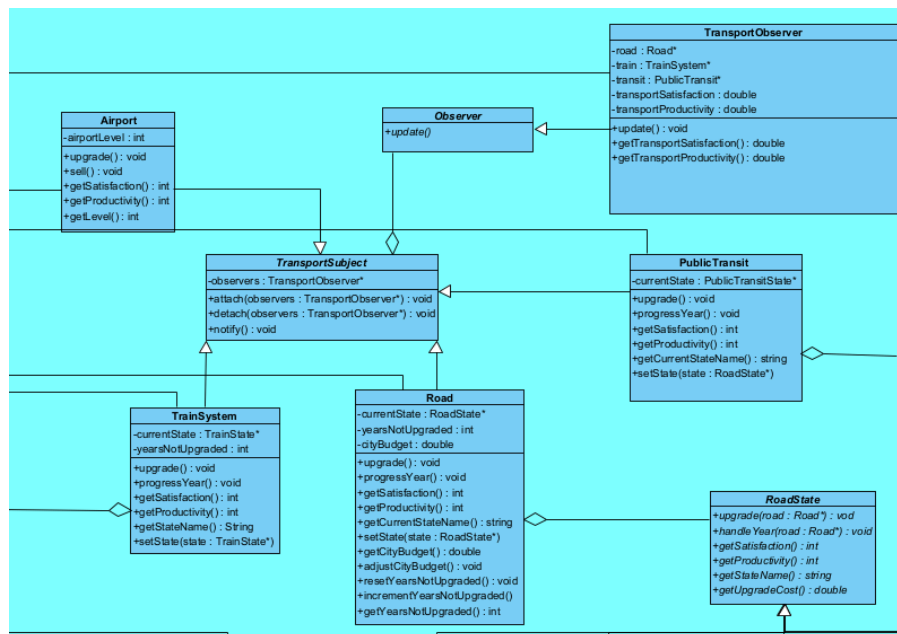 TransportObserver
-road : Road*
-train : TrainSystem*
-transit : PublicTransit*
-transportSatisfaction : double
-transportProductivity : double
+update() : void
+getTransportSatisfaction() : double
+getTransportProductivity() : double
Observer
+update()
Airport
-airportLevel : int
+upgrade() : void
+sell() : void
+getSatisfaction() : int
+getProductivity() : int
+getLevel() : int
TransportSubject
-observers : TransportObserver*
+attach(observers : TransportObserver*) : void
+detach(observers : TransportObserver*) : void
+notify() : void
PublicTransit
-currentState : PublicTransitState*
+upgrade() : void
+progressYear() : void
+getSatisfaction() : int
+getProductivity() : int
+getCurrentStateName() : string
+setState(state : RoadState*)
TrainSystem
-currentState : TrainState*
-yearsNotUpgraded : int
+upgrade() : void
+progressYear() : void
+getSatisfaction() : int
+getProductivity() : int
+getStateName() : String
+setState(state : TrainState*)
Road
-currentState : RoadState*
-yearsNotUpgraded : int
-cityBudget : double
+upgrade() : void
+progressYear() : void
+getSatisfaction() : int
+getProductivity() : int
+getCurrentStateName() : string
+setState(state : RoadState*)
+getCityBudget() : double
+adjustCityBudget() : void
+resetYearsNotUpgraded() : void
+incrementYearsNotUpgraded()
+getYearsNotUpgraded() : int
RoadState
+upgrade(road : Road*) : vod
+handleYear(road : Road*) : void
+getSatisfaction() : int
+getProductivity() : int
+getStateName() : string
+getUpgradeCost() : double